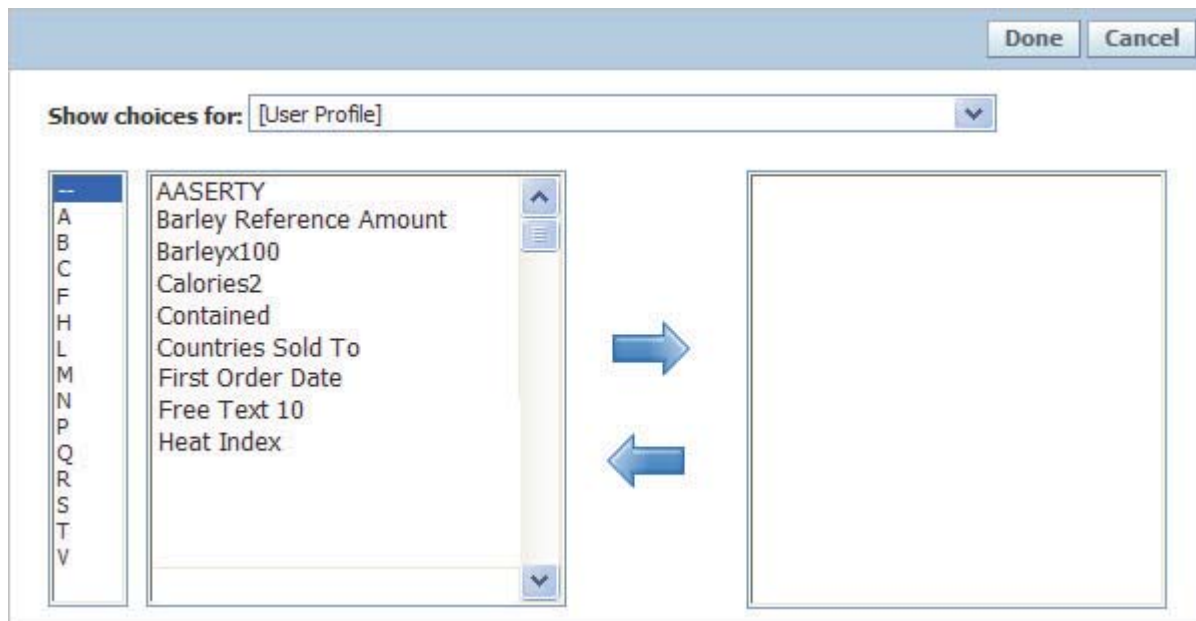 Done Cancel
Show choices for: [User Profile]
--
A
B
C
F
H
L
M
N
P
Q
R
S
T
V
AASERTY
Barley Reference Amount
Barleyx100
Calories2
Contained
Countries Sold To
First Order Date
Free Text 10
Heat Index